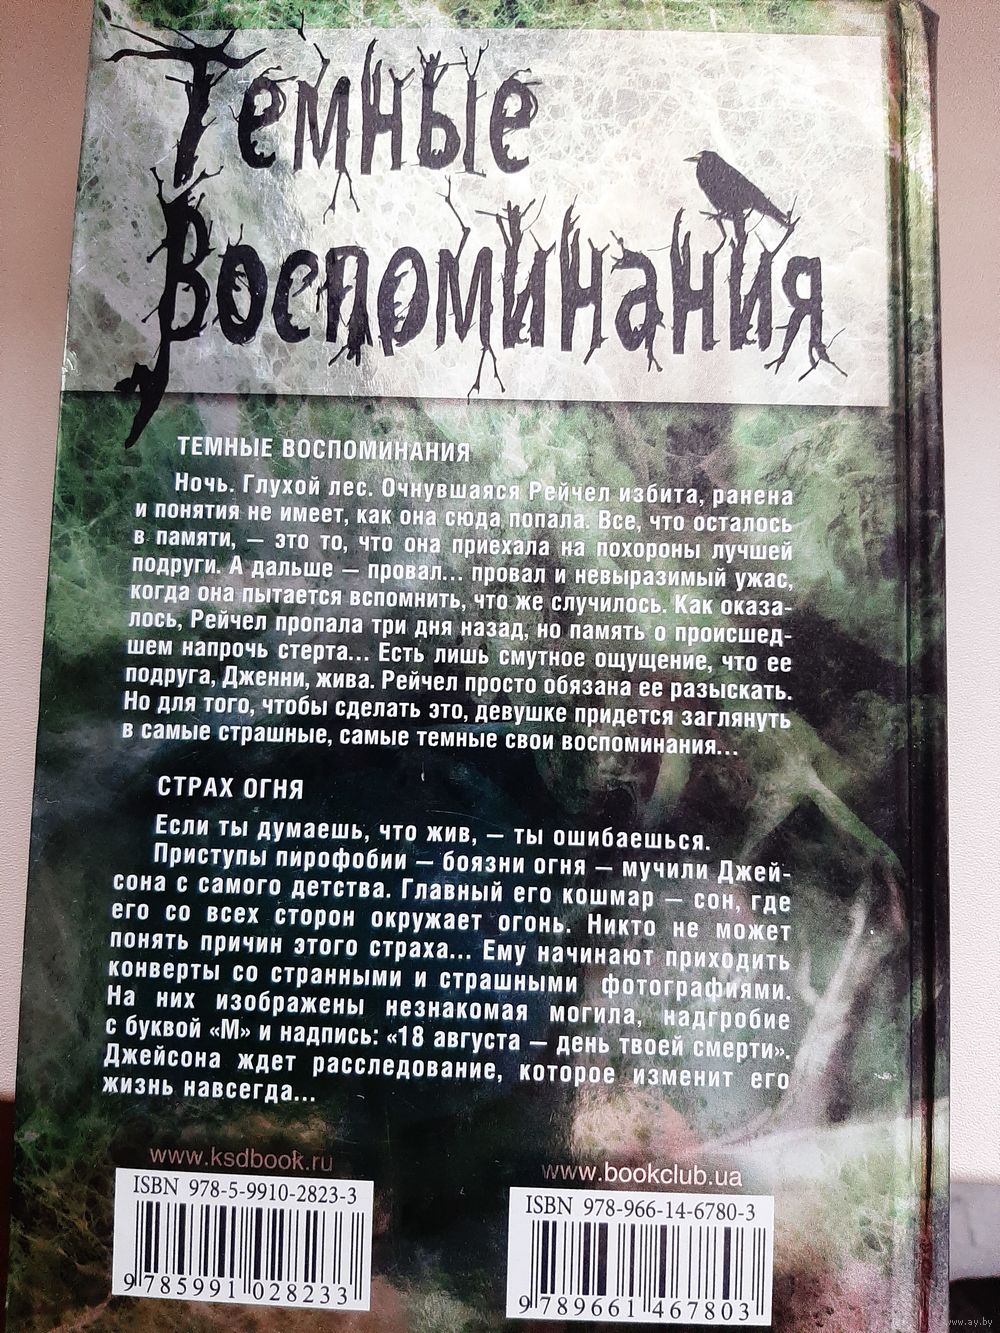 Темные
Воспоминания
ТЕМНЫЕ ВОСПОМИНАНИЯ
Ночь. Глухой лес. Очнувшаяся Рейчел избита, ранена
и понятия не имеет, как она сюда попала. Все, что осталось
в памяти, — это то, что она приехала на похороны лучшей
подруги. А дальше — провал... провал и невыразимый ужас,
когда она пытается вспомнить, что же случилось. Как оказа-
лось, Рейчел пропала три дня назад, но память о происшед-
шем напрочь стерта... Есть лишь смутное ощущение, что ее
подруга, Дженни, жива. Рейчел просто обязана ее разыскать.
Но для того, чтобы сделать это, девушке придется заглянуть
в самые страшные, самые темные свои воспоминания...
СТРАХ ОГНЯ
Если ты думаешь, что жив, — ты ошибаешься.
Приступы пирофобии — боязни огня — мучили Джей-
сона с самого детства. Главный его кошмар — сон, где
его со всех сторон окружает огонь. Никто не может
понять причин этого страха... Ему начинают приходить
конверты со странными и страшными фотографиями.
На них изображены незнакомая могила, надгробие
с буквой «М» и надпись: «18 августа — день твоей смерти».
Джейсона ждет расследование, которое изменит его
жизнь навсегда...
www.ksdbook.ru
www.bookclub.ua
ISBN 978-5-9910-2823-3
ISBN 978-966-14-6780-3
9 785991 028233
9 789661 467803
www.ay.by